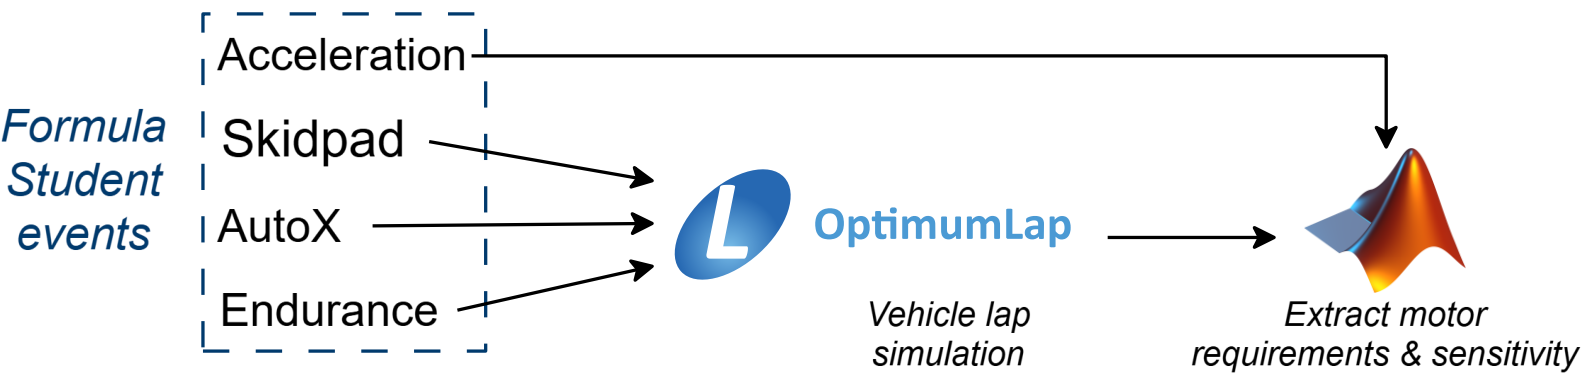 Formula
Student
events
Acceleration
Skidpad
AutoX
Endurance
L OptimumLap
Vehicle lap
simulation
Extract motor
requirements & sensitivity